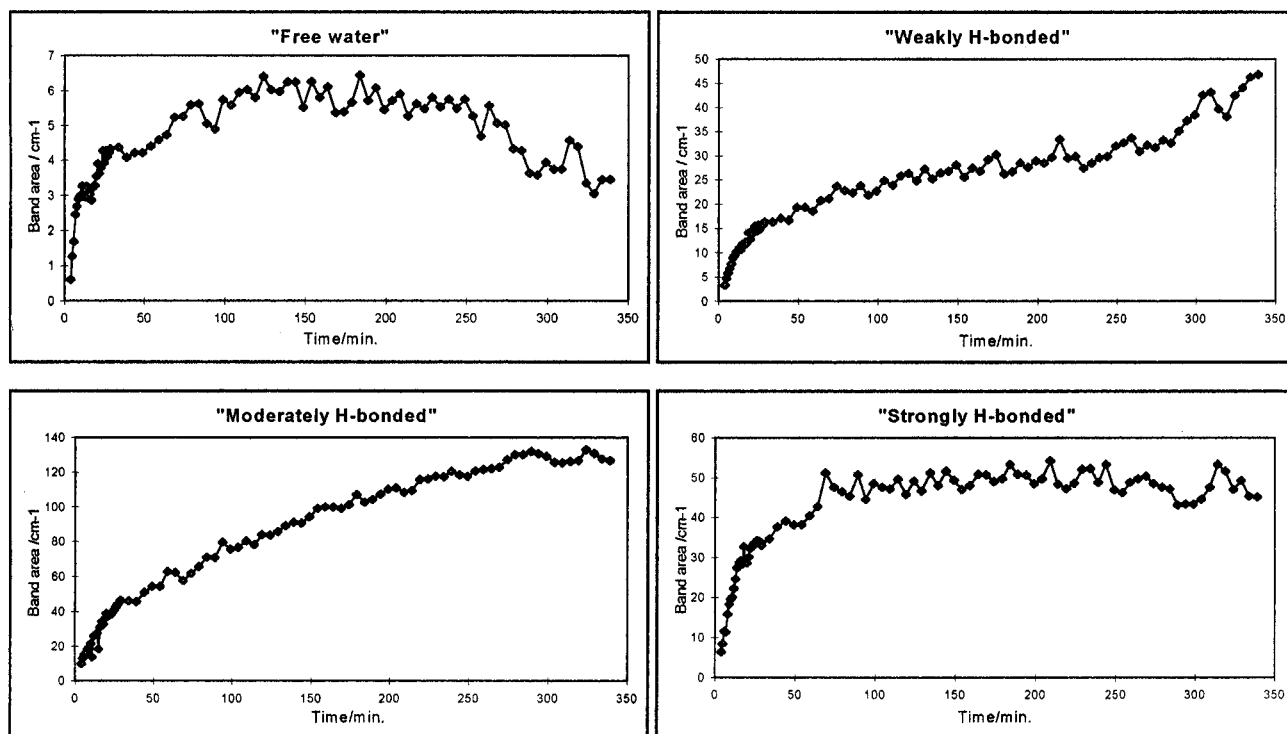 "Free water"
Band area / cm-1
7
6
5
4
3
2
1
0
0 50 100 150 200 250 300 350
Time/min.
"Weakly H-bonded"
Band area / cm-1
50
45
40
35
30
25
20
15
10
5
0
0 50 100 150 200 250 300 350
Time/min.
"Moderately H-bonded"
Band area /cm-1
140
120
100
80
60
40
20
0
0 50 100 150 200 250 300 350
Time/min.
"Strongly H-bonded"
Band area /cm-1
60
50
40
30
20
10
0
0 50 100 150 200 250 300 350
Time/min.